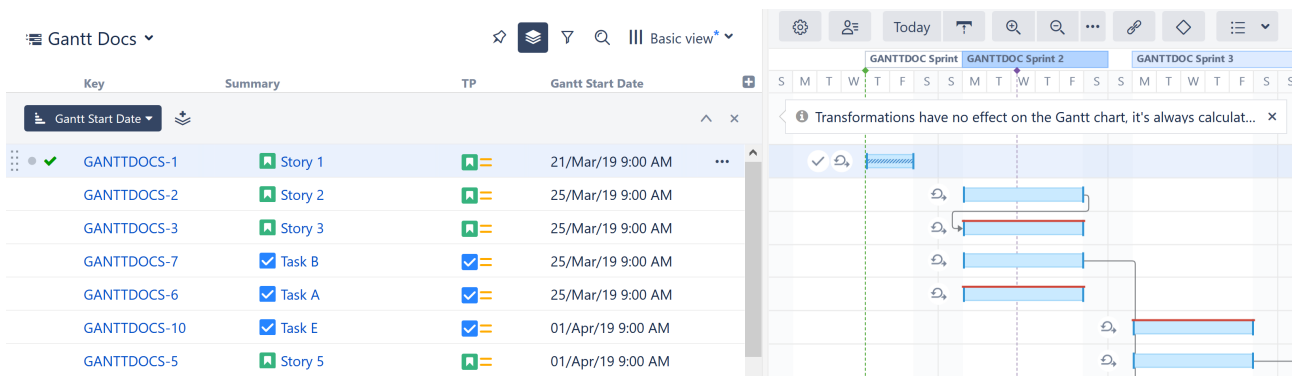 Gantt Docs
Basic view*
Today
GANTTDOC Sprint
GANTTDOC Sprint 2
GANTTDOC Sprint 3
Key Summary TP Gantt Start Date
S M T W T F S S M T W T F S S M T W T F S S
Gantt Start Date
Transformations have no effect on the Gantt chart, it's always calculat...
GANTTDOCS-1 Story 1 21/Mar/19 9:00 AM
GANTTDOCS-2 Story 2 25/Mar/19 9:00 AM
GANTTDOCS-3 Story 3 25/Mar/19 9:00 AM
GANTTDOCS-7 Task B 25/Mar/19 9:00 AM
GANTTDOCS-6 Task A 25/Mar/19 9:00 AM
GANTTDOCS-10 Task E 01/Apr/19 9:00 AM
GANTTDOCS-5 Story 5 01/Apr/19 9:00 AM